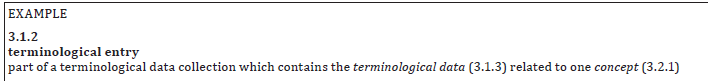 EXAMPLE
3.1.2
terminological entry
part of a terminological data collection which contains the terminological data (3.1.3) related to one concept (3.2.1)